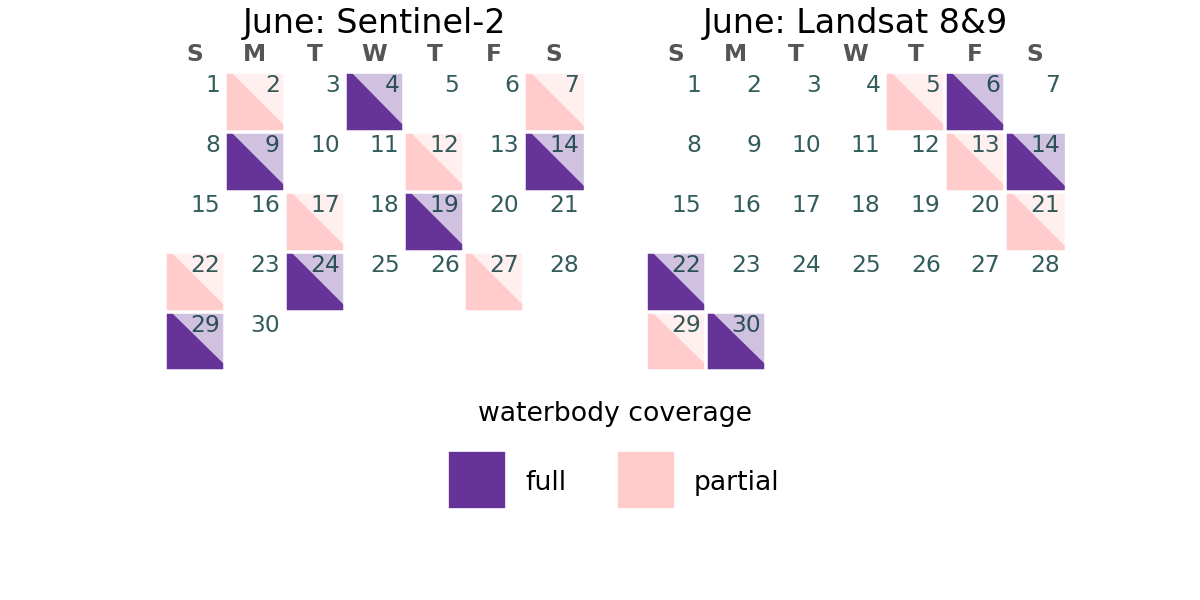 June: Sentinel-2
S M T W T F S
1 2 3 4 5 6 7
8 9 10 11 12 13 14
15 16 17 18 19 20 21
22 23 24 25 26 27 28
29 30
June: Landsat 8&9
S M T W T F S
1 2 3 4 5 6 7
8 9 10 11 12 13 14
15 16 17 18 19 20 21
22 23 24 25 26 27 28
29 30
waterbody coverage
full partial